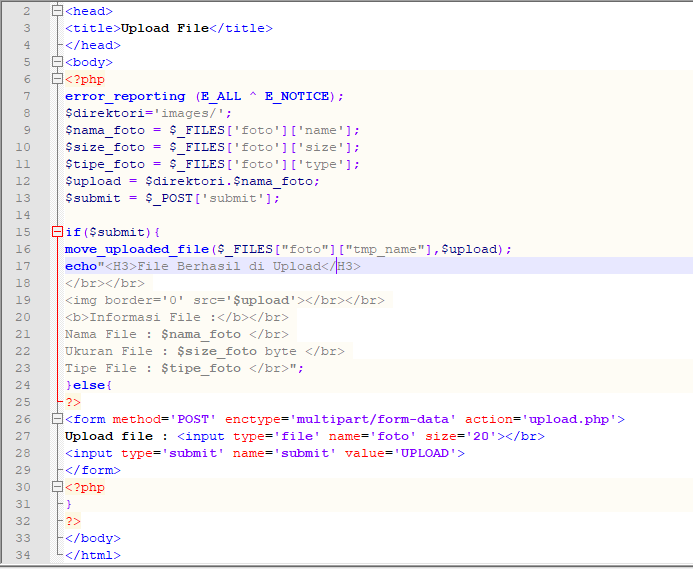 2 <head>
3 <title>Upload File</title>
4 </head>
5 <body>
6 <?php
7 error_reporting (E_ALL ^ E_NOTICE);
8 $direktori='images/';
9 $nama_foto = $_FILES['foto']['name'];
10 $size_foto = $_FILES['foto']['size'];
11 $tipe_foto = $_FILES['foto']['type'];
12 $upload = $direktori.$nama_foto;
13 $submit = $_POST['submit'];
14
15 if($submit){
16 move_uploaded_file($_FILES["foto"]["tmp_name"],$upload);
17 echo"<H3>File Berhasil di Upload</H3>
18 </br></br>
19 <img border='0' src='$upload'></br></br>
20 <b>Informasi File :</b></br>
21 Nama File : $nama_foto </br>
22 Ukuran File : $size_foto byte </br>
23 Tipe File : $tipe_foto </br>";
24 }else{
25 ?>
26 <form method='POST' enctype='multipart/form-data' action='upload.php'>
27 Upload file : <input type='file' name='foto' size='20'></br>
28 <input type='submit' name='submit' value='UPLOAD'>
29 </form>
30 <?php
31 }
32 ?>
33 </body>
34 </html>